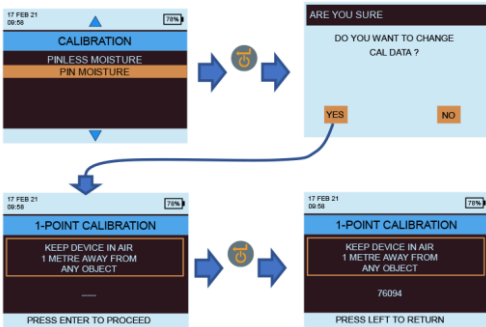 17 FEB 21
09:58
78%
CALIBRATION
PINLESS MOISTURE
PIN MOISTURE
ARE YOU SURE
DO YOU WANT TO CHANGE
CAL DATA ?
YES
NO
17 FEB 21
09:58
78%
1-POINT CALIBRATION
KEEP DEVICE IN AIR
1 METRE AWAY FROM
ANY OBJECT
----
PRESS ENTER TO PROCEED
17 FEB 21
09:58
78%
1-POINT CALIBRATION
KEEP DEVICE IN AIR
1 METRE AWAY FROM
ANY OBJECT
76094
PRESS LEFT TO RETURN